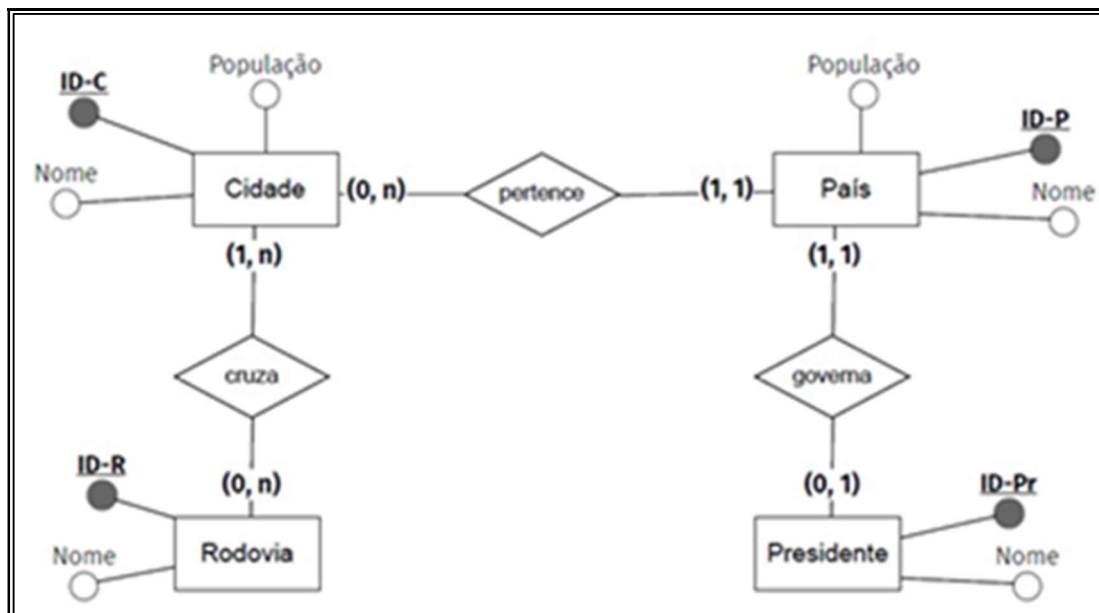 População
ID-C
Nome
Cidade
(0, n)
pertence
(1, 1)
População
ID-P
País
Nome
(1, n)
(1, 1)
cruza
governa
(0, n)
(0, 1)
ID-R
Nome
Rodovia
ID-Pr
Presidente
Nome